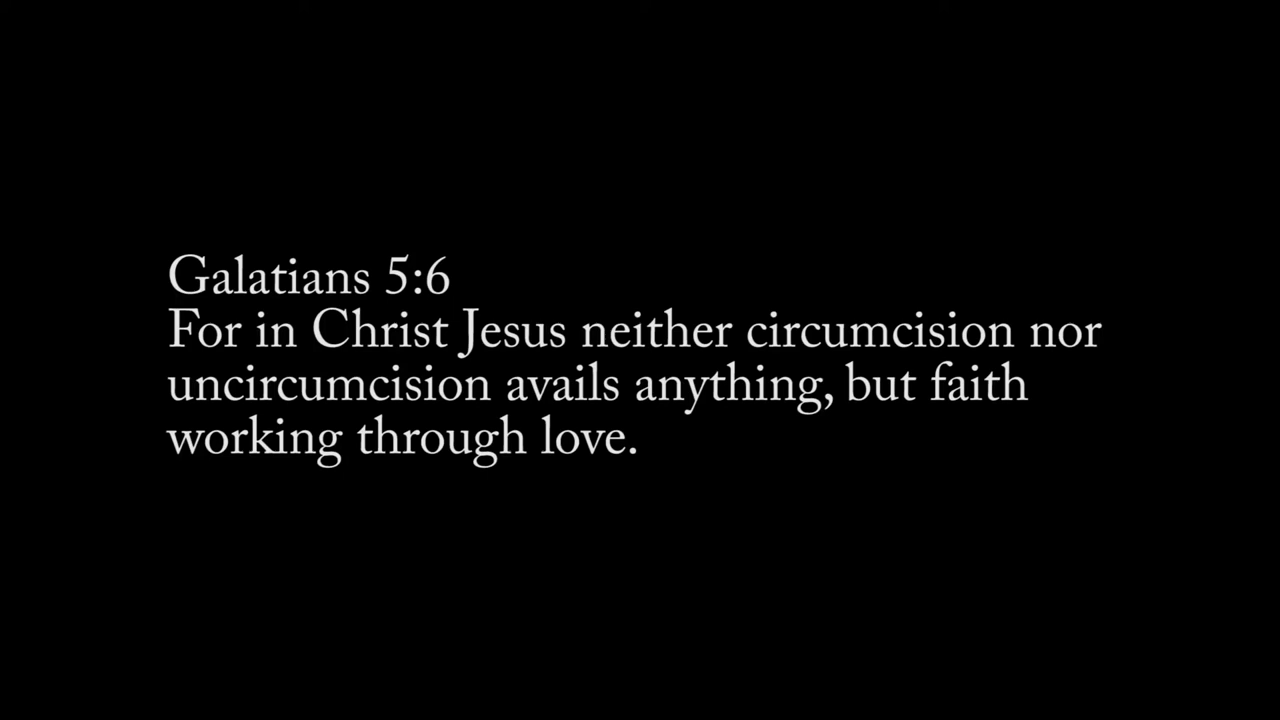 Galatians 5:6
For in Christ Jesus neither circumcision nor
uncircumcision avails anything, but faith
working through love.